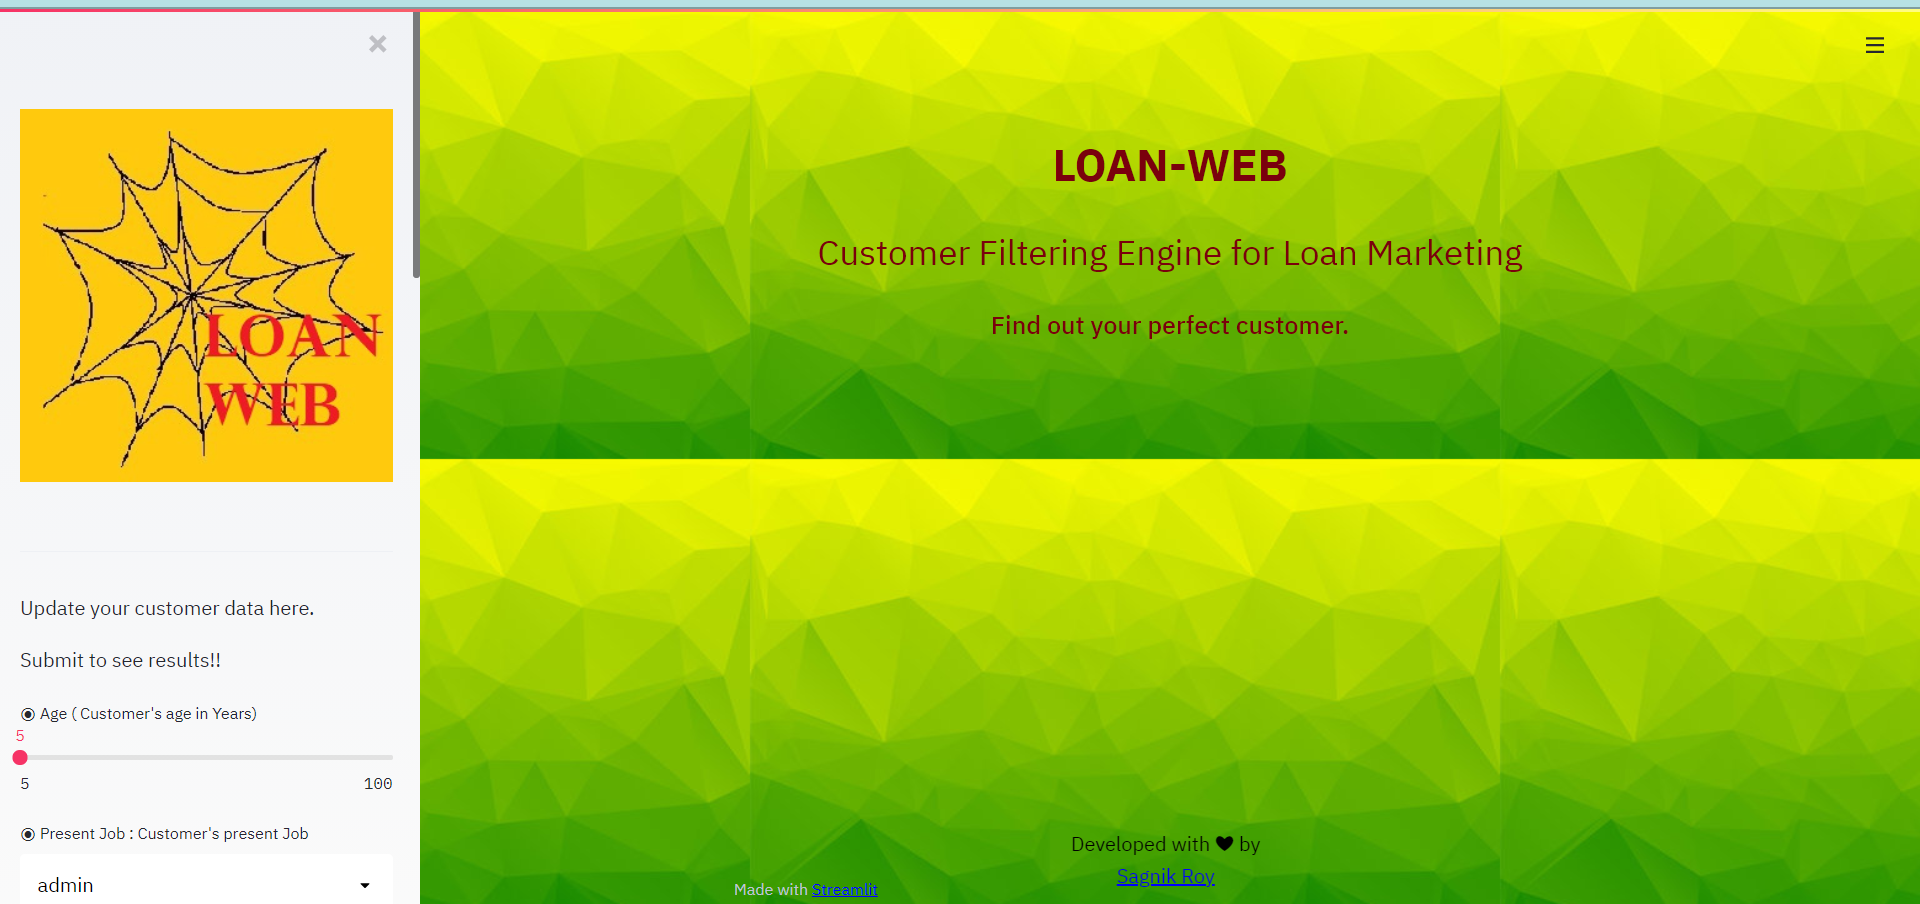 LOAN
WEB
Update your customer data here.
Submit to see results!!
Age ( Customer's age in Years)
5
5 100
Present Job : Customer's present Job
admin
LOAN-WEB
Customer Filtering Engine for Loan Marketing
Find out your perfect customer.
Developed with 🖤 by
Sagnik Roy
Made with Streamlit